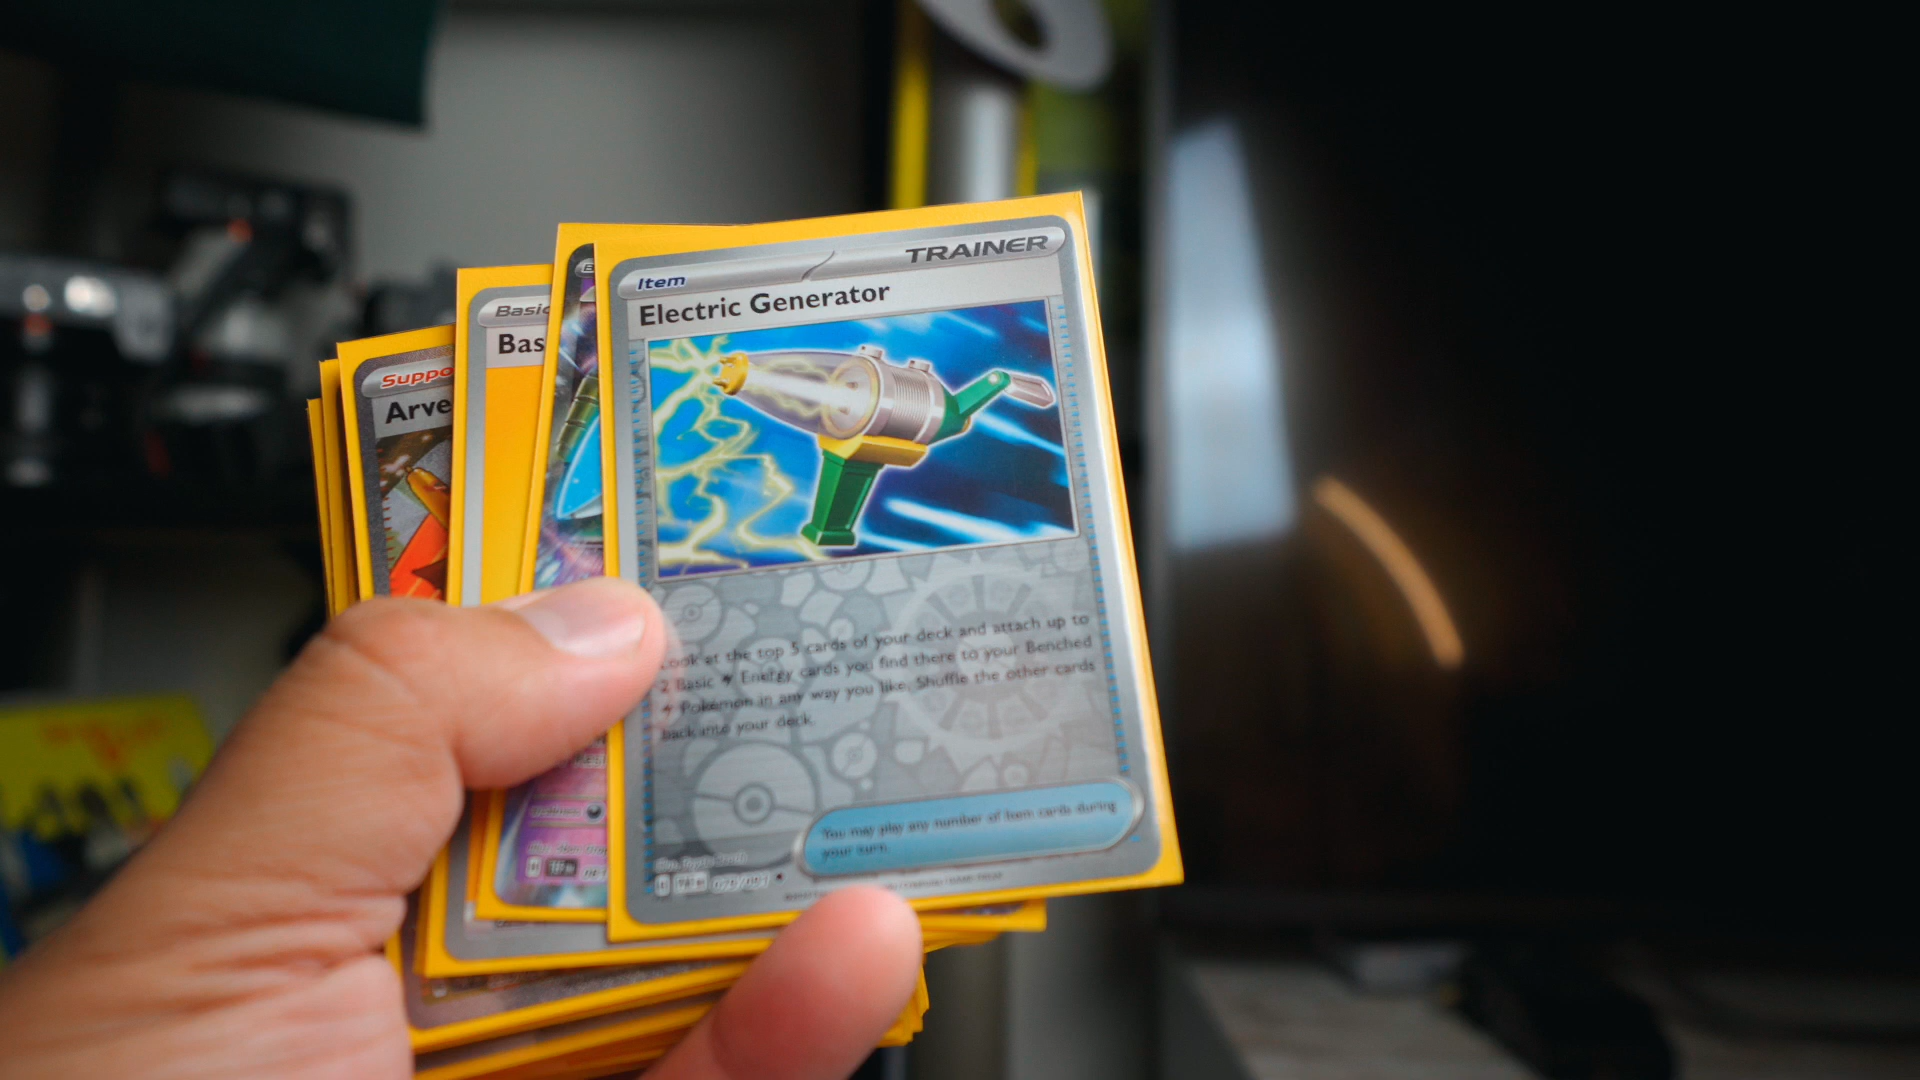 Item
TRAINER
Electric Generator
Look at the top 5 cards of your deck and attach up to
2 Basic Energy cards you find there to your Benched
Pokémon in any way you like. Shuffle the other cards
back into your deck.
You may play any number of Item cards during
your turn.
Basic
Bas
Suppo
Arve